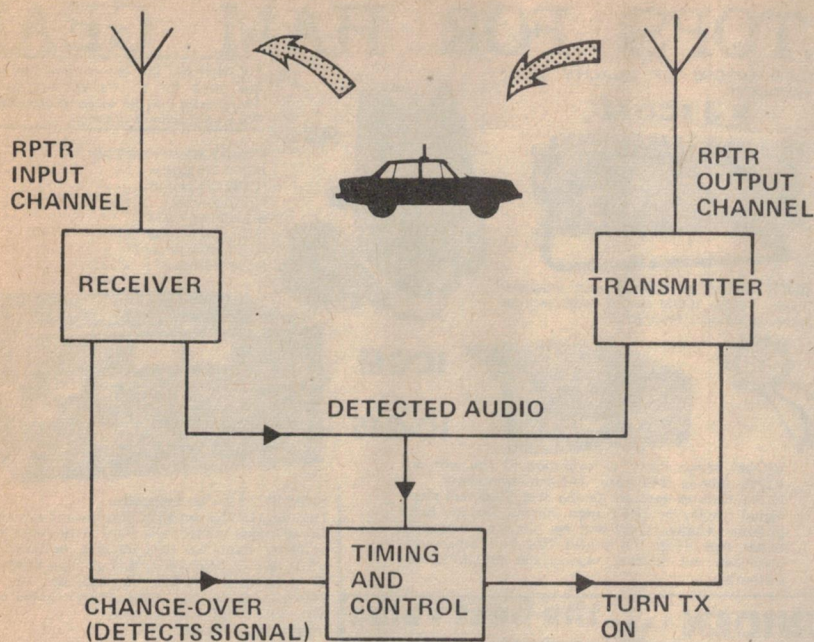 RPTR
INPUT
CHANNEL
RPTR
OUTPUT
CHANNEL
RECEIVER
TRANSMITTER
DETECTED AUDIO
TIMING
AND
CONTROL
CHANGE-OVER
(DETECTS SIGNAL)
TURN TX
ON